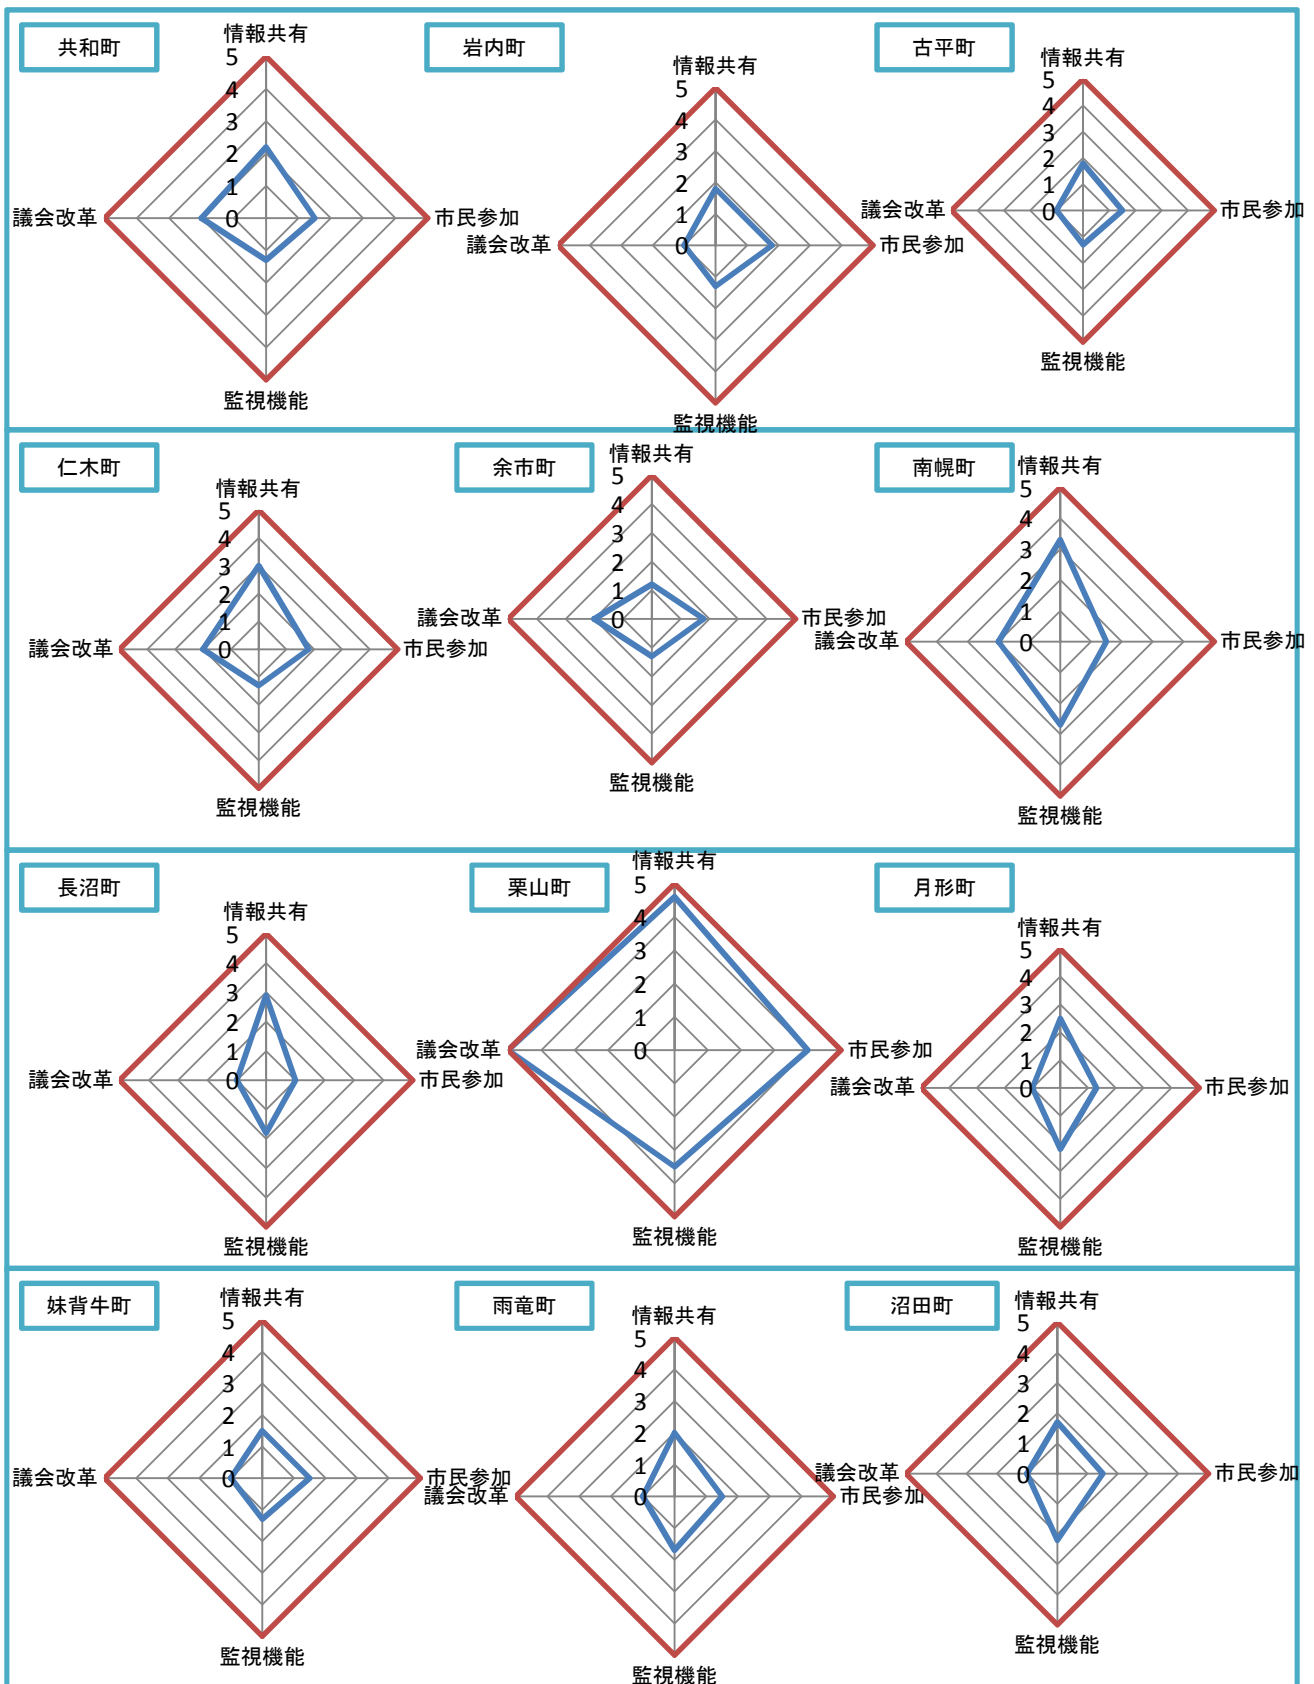 共和町
情報共有
5
4
3
2
1
0
議会改革
市民参加
監視機能
岩内町
情報共有
5
4
3
2
1
0
議会改革
市民参加
監視機能
古平町
情報共有
5
4
3
2
1
0
議会改革
市民参加
監視機能
仁木町
情報共有
5
4
3
2
1
0
議会改革
市民参加
監視機能
余市町
情報共有
5
4
3
2
1
0
議会改革
市民参加
監視機能
南幌町
情報共有
5
4
3
2
1
0
議会改革
市民参加
監視機能
長沼町
情報共有
5
4
3
2
1
0
議会改革
市民参加
監視機能
栗山町
情報共有
5
4
3
2
1
0
議会改革
市民参加
監視機能
月形町
情報共有
5
4
3
2
1
0
議会改革
市民参加
監視機能
妹背牛町
情報共有
5
4
3
2
1
0
議会改革
市民参加
監視機能
雨竜町
情報共有
5
4
3
2
1
0
議会改革
市民参加
監視機能
沼田町
情報共有
5
4
3
2
1
0
議会改革
市民参加
監視機能